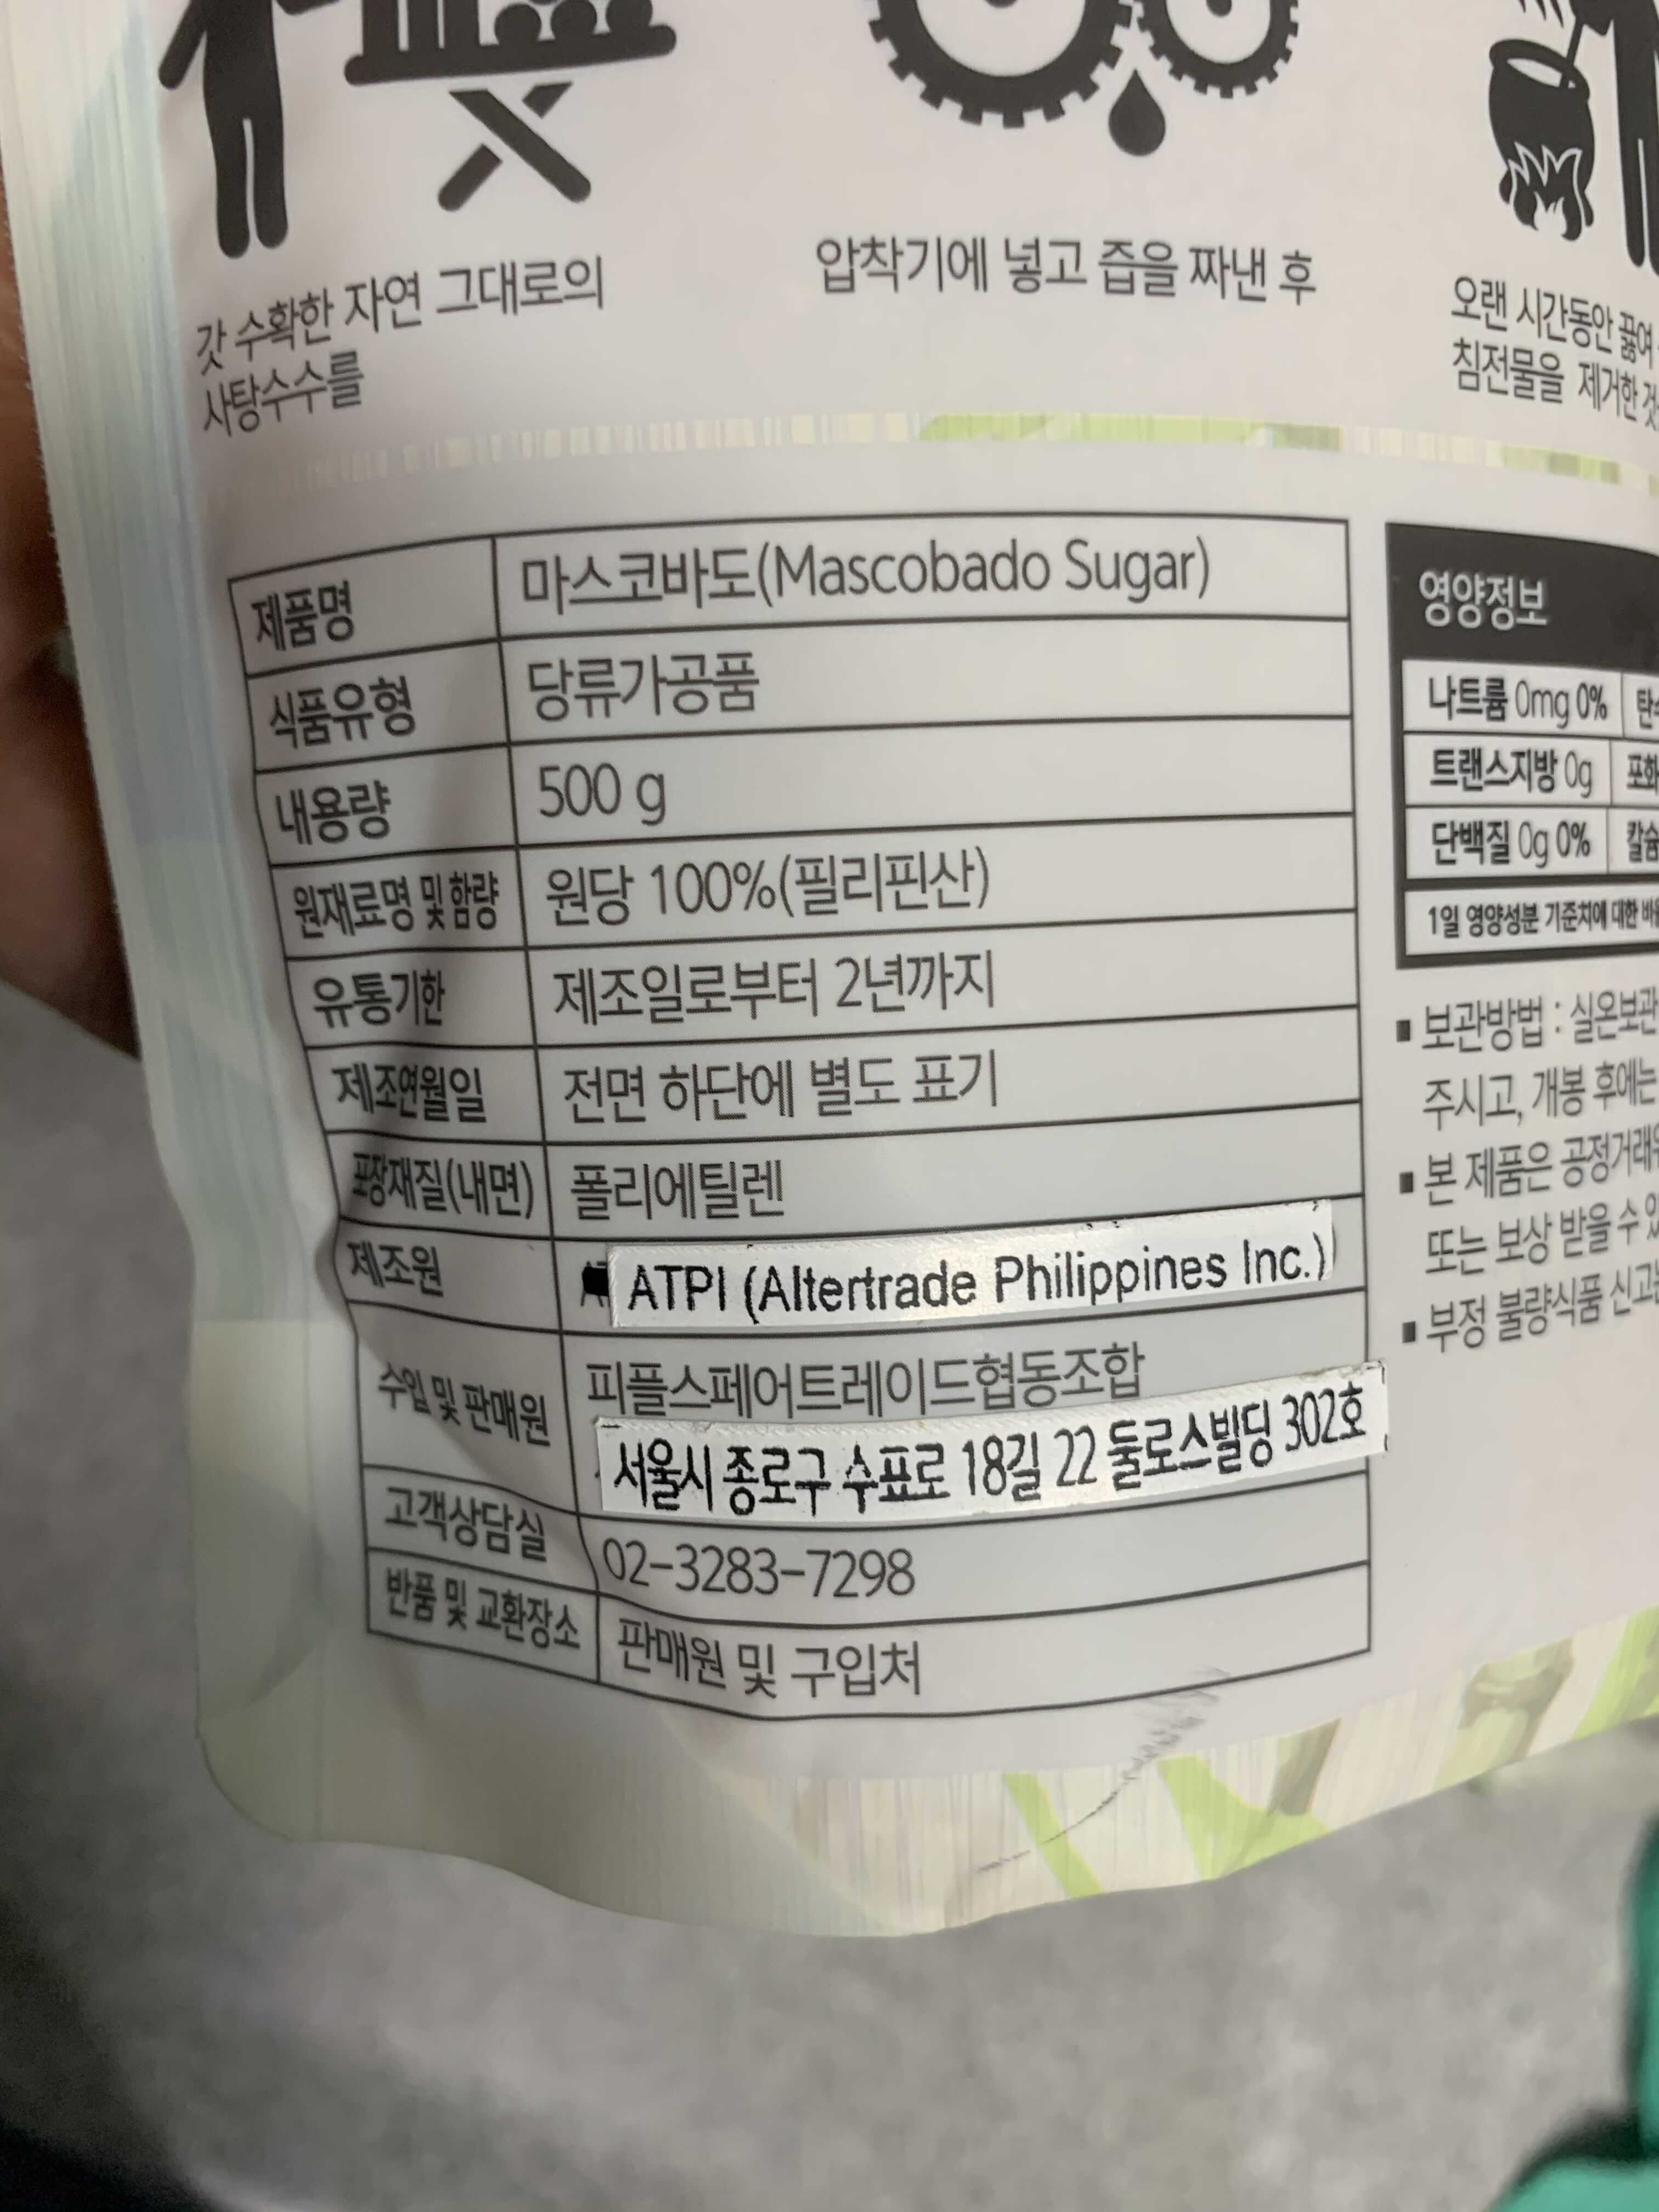 갓 수확한 자연 그대로의
사탕수수를
압착기에 넣고 즙을 짜낸 후
오랜 시간동안 끓여
침전물을 제거한 것
제품명 마스코바도(Mascobado Sugar)
식품유형 당류가공품
내용량 500 g
원재료명 및 함량 원당 100%(필리핀산)
유통기한 제조일로부터 2년까지
제조연월일 전면 하단에 별도 표기
포장재질(내면) 폴리에틸렌
제조원 ATPI (Altertrade Philippines Inc.)
수입 및 판매원 피플스페어트레이드협동조합
서울시 종로구 수표로 18길 22 둘로스빌딩 302호
고객상담실 02-3283-7298
반품 및 교환장소 판매원 및 구입처
영양정보
나트륨 0mg 0%
트랜스지방 0g
단백질 0g 0%
1일 영양성분 기준치에 대한
▪ 보관방법 : 실온보관
주시고, 개봉 후에는
▪ 본 제품은 공정거래
또는 보상 받을 수
▪ 부정 불량식품 신고는